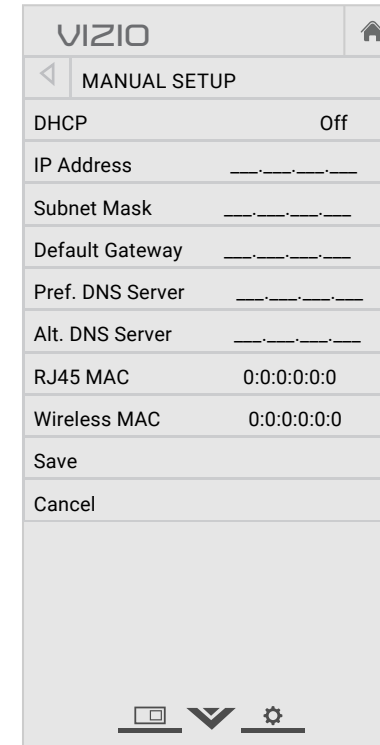 VIZIO
MANUAL SETUP
DHCP Off
IP Address ___.___.___.___
Subnet Mask ___.___.___.___
Default Gateway ___.___.___.___
Pref. DNS Server ___.___.___.___
Alt. DNS Server ___.___.___.___
RJ45 MAC 0:0:0:0:0:0
Wireless MAC 0:0:0:0:0:0
Save
Cancel